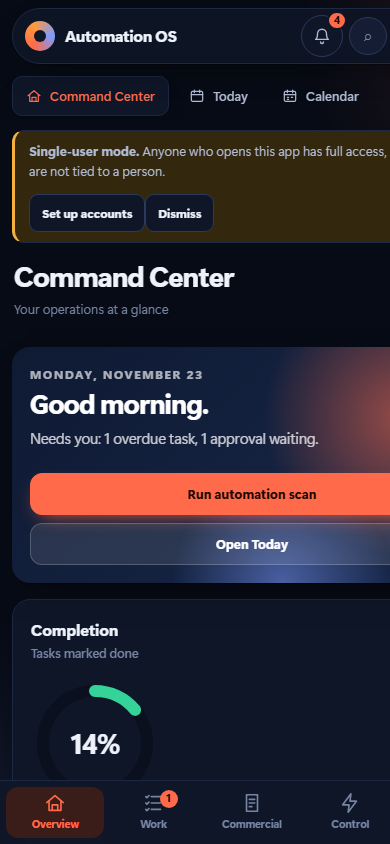 Automation OS
4
Command Center
Today
Calendar
Single-user mode. Anyone who opens this app has full access,
are not tied to a person.
Set up accounts
Dismiss
Command Center
Your operations at a glance
MONDAY, NOVEMBER 23
Good morning.
Needs you: 1 overdue task, 1 approval waiting.
Run automation scan
Open Today
Completion
Tasks marked done
14%
1
Overview
Work
Commercial
Control